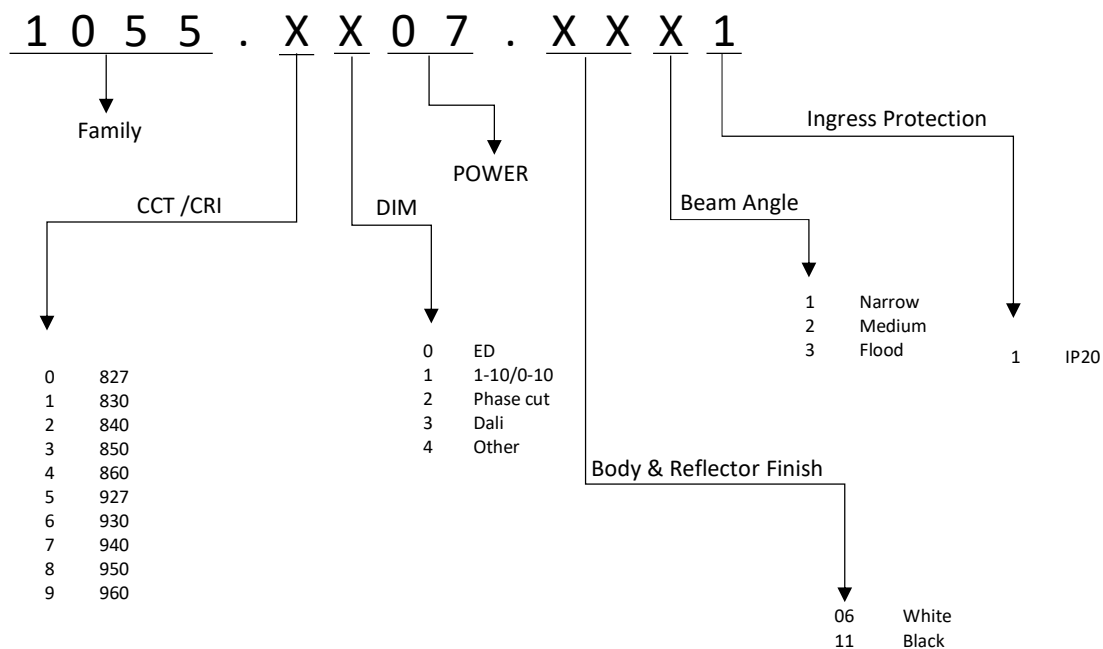 1 0 5 5 . X X 0 7 . X X X 1
Family
POWER
Ingress Protection
CCT /CRI
DIM
Beam Angle
0 827
1 830
2 840
3 850
4 860
5 927
6 930
7 940
8 950
9 960
0 ED
1 1-10/0-10
2 Phase cut
3 Dali
4 Other
1 Narrow
2 Medium
3 Flood
1 IP20
Body & Reflector Finish
06 White
11 Black